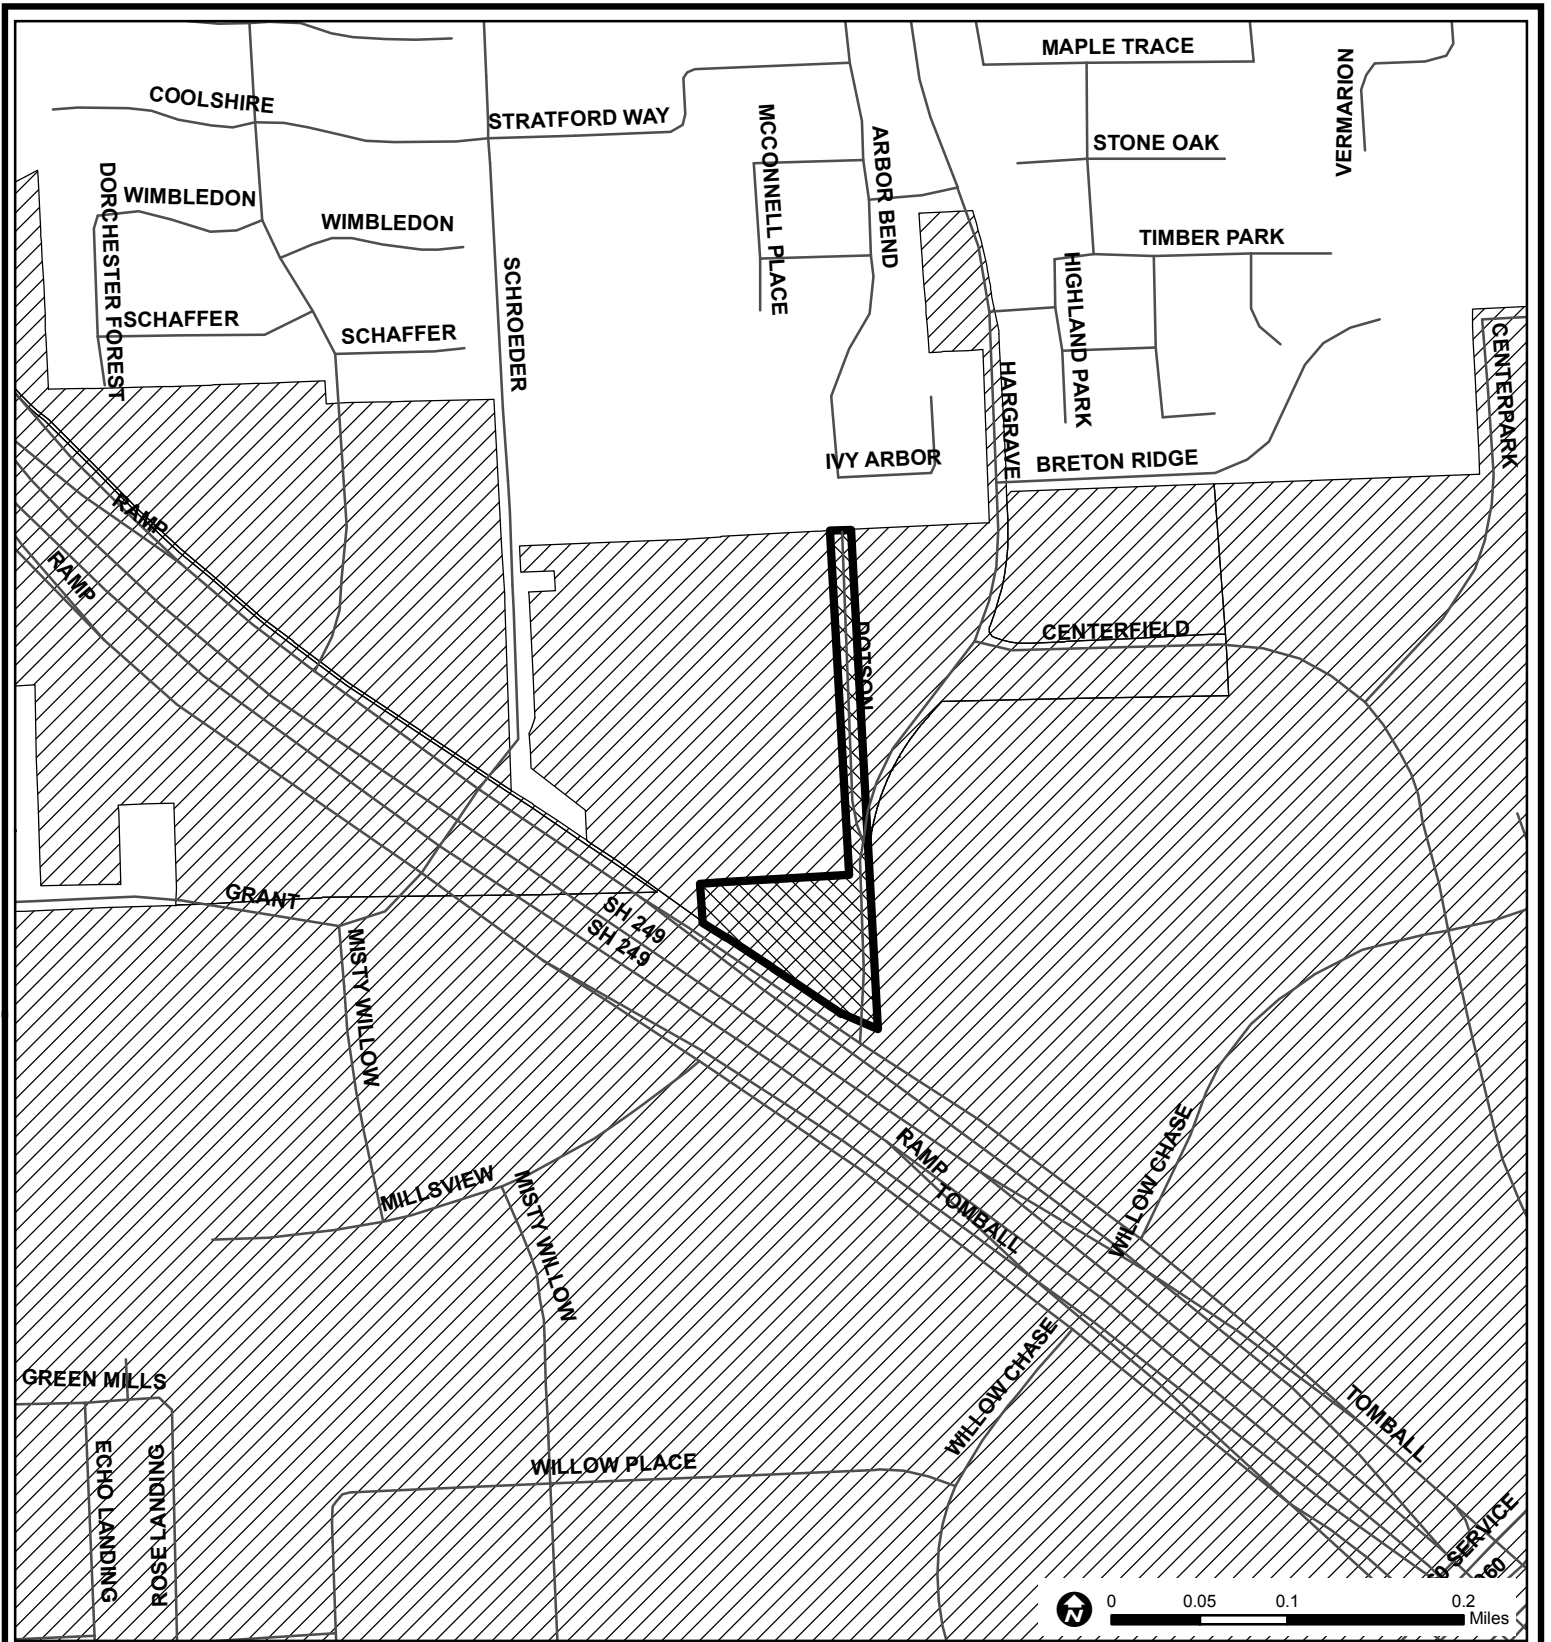 MAPLE TRACE
VERMARION
COOLSHIRE
STRATFORD WAY
MCCONNELL PLACE
ARBOR BEND
STONE OAK
DORCHESTER FOREST
WIMBLEDON
WIMBLEDON
TIMBER PARK
SCHROEDER
HIGHLAND PARK
SCHAFFER
SCHAFFER
CENTERPARK
HARGRAVE
IVY ARBOR
BRETON RIDGE
RAMP
RAMP
DOTSON
CENTERFIELD
GRANT
SH 249
SH 249
MISTY WILLOW
RAMP
WILLOW CHASE
MILLSVIEW
MISTY WILLOW
TOMBALL
WILLOW CHASE
GREEN MILLS
TOMBALL
ECHO LANDING
ROSE LANDING
WILLOW PLACE
SERVICE
N
0 0.05 0.1 0.2
Miles